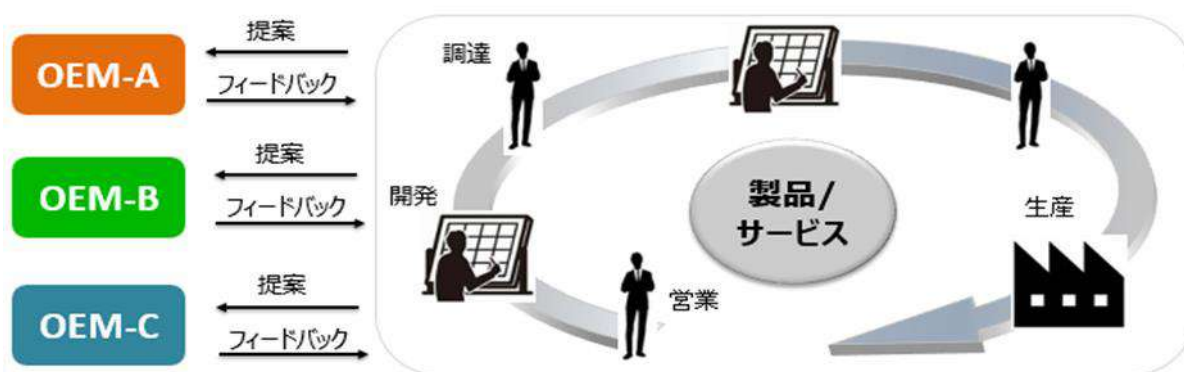 OEM-A
提案
フィードバック
OEM-B
提案
フィードバック
OEM-C
提案
フィードバック
調達
開発
製品/
サービス
生産
営業